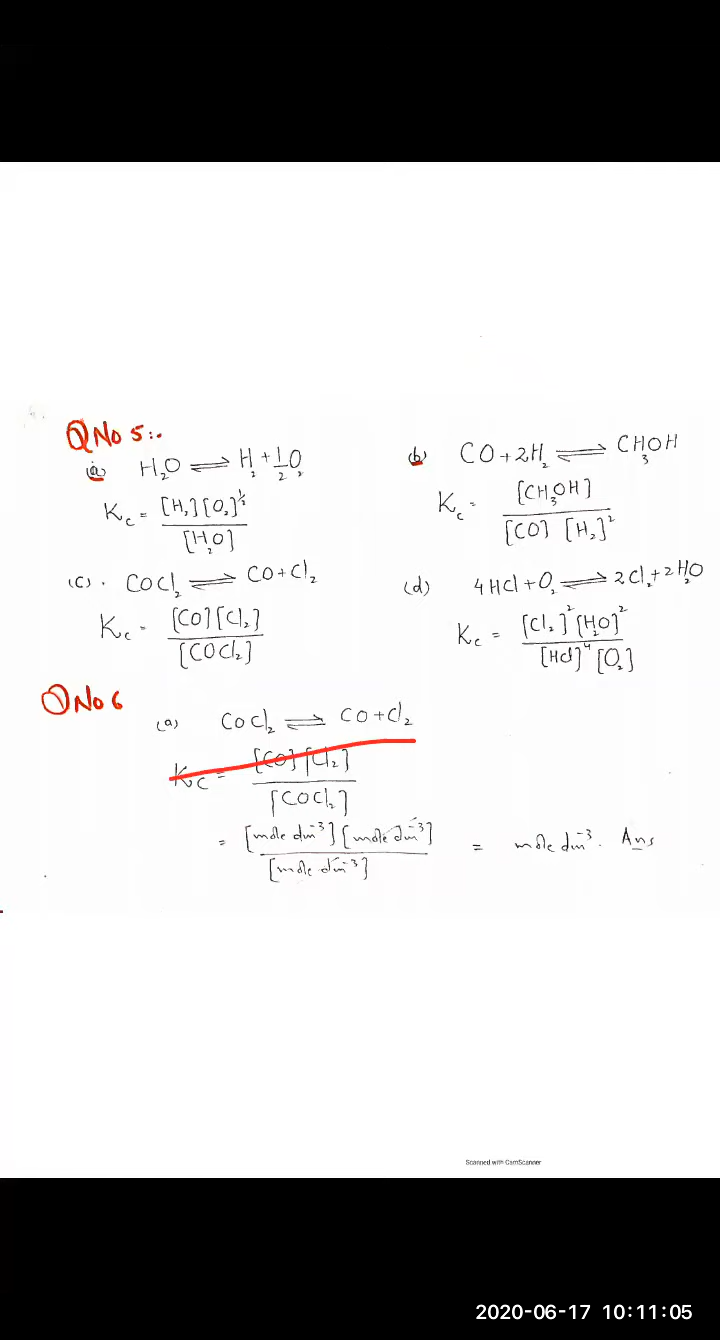 Q No 5:-
(a) H₂O ⇌ H₂ + 1/2 O₂
Kc = [H₂][O₂]^½ / [H₂O]
(b) CO + 2H₂ ⇌ CH₃OH
Kc = [CH₃OH] / [CO] [H₂]²
(c). COCl₂ ⇌ CO + Cl₂
Kc = [CO][Cl₂] / [COCl₂]
(d) 4HCl + O₂ ⇌ 2Cl₂ + 2H₂O
Kc = [Cl₂]² [H₂O]² / [HCl]⁴ [O₂]
Q No 6
(a) COCl₂ ⇌ CO + Cl₂
Kc = [CO] [Cl₂] / [COCl₂]
= [mole dm⁻³] [mole dm⁻³] / [mole dm⁻³] = mole dm⁻³. Ans
Scanned with CamScanner
2020-06-17 10:11:05